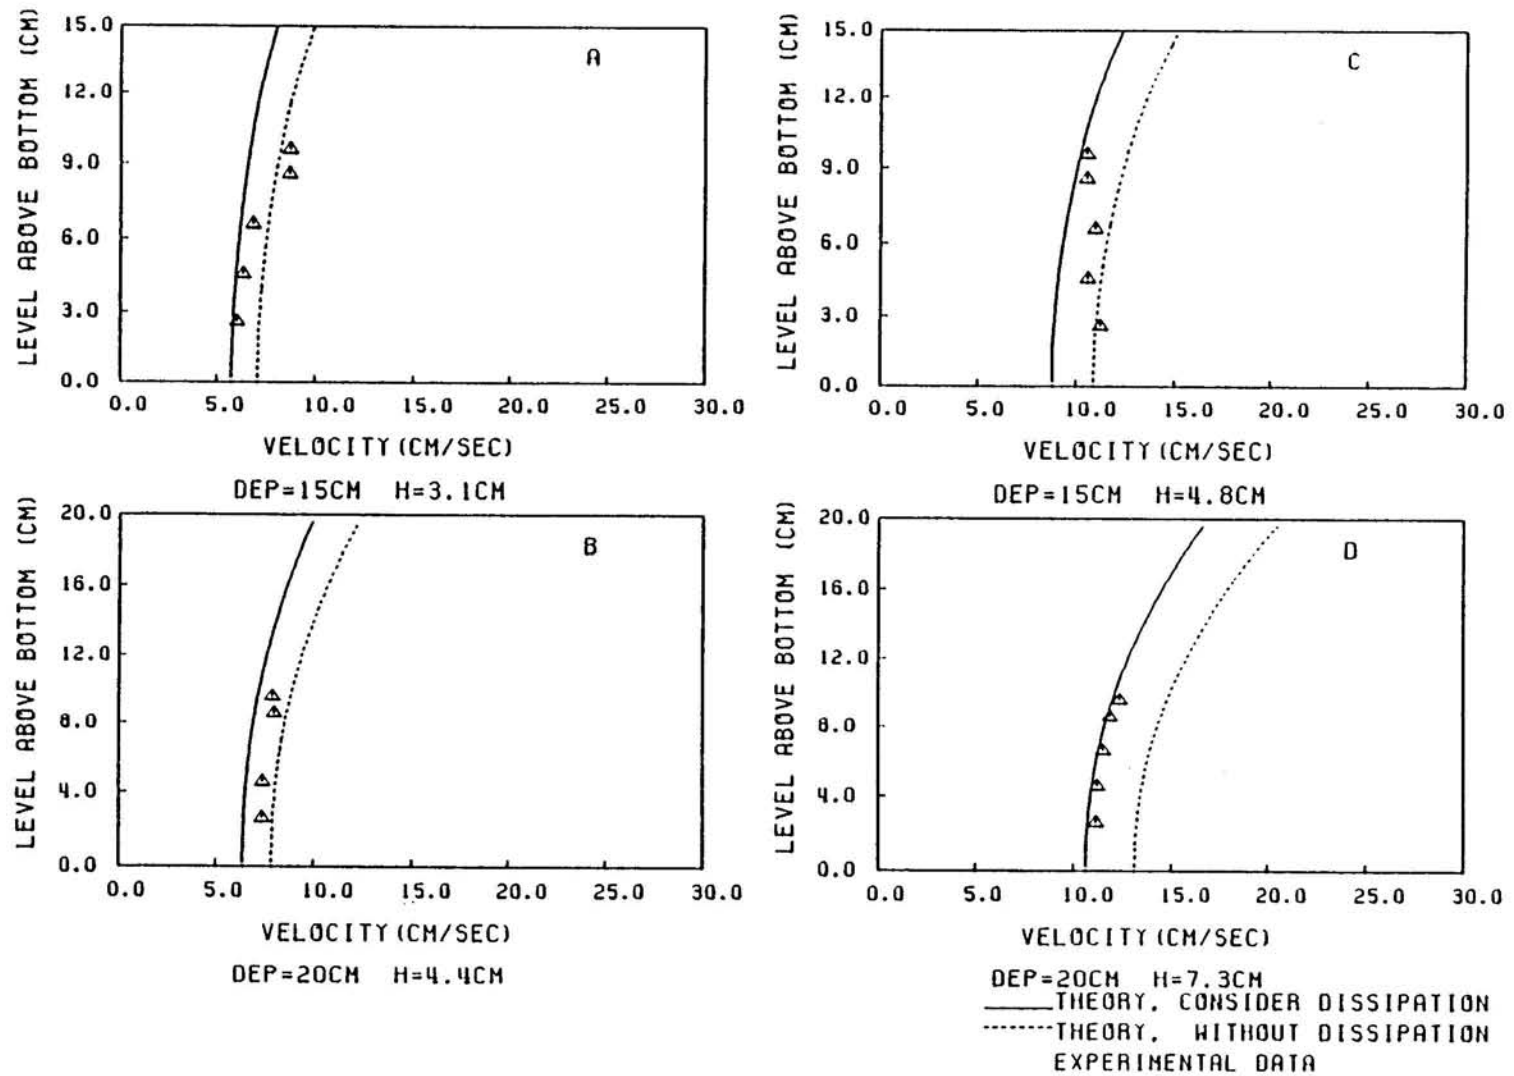 LEVEL ABOVE BOTTOM (CM)
15.0
12.0
9.0
6.0
3.0
0.0
A
0.0 5.0 10.0 15.0 20.0 25.0 30.0
VELOCITY(CM/SEC)
DEP=15CM H=3.1CM
LEVEL ABOVE BOTTOM (CM)
15.0
12.0
9.0
6.0
3.0
0.0
C
0.0 10.0 15.0 20.0 25.0 30.0
VELOCITY(CM/SEC)
DEP=15CM H=4.8CM
LEVEL ABOVE BOTTOM (CM)
20.0
16.0
12.0
8.0
4.0
0.0
B
0.0 5.0 10.0 15.0 20.0 25.0 30.0
VELOCITY(CM/SEC)
DEP=20CM H=4.4CM
LEVEL ABOVE BOTTOM (CM)
20.0
16.0
12.0
8.0
4.0
0.0
D
0.0 5.0 10.0 15.0 20.0 25.0 30.0
VELOCITY(CM/SEC)
DEP=20CM H=7.3CM
THEORY, CONSIDER DISSIPATION
THEORY, WITHOUT DISSIPATION
EXPERIMENTAL DATA